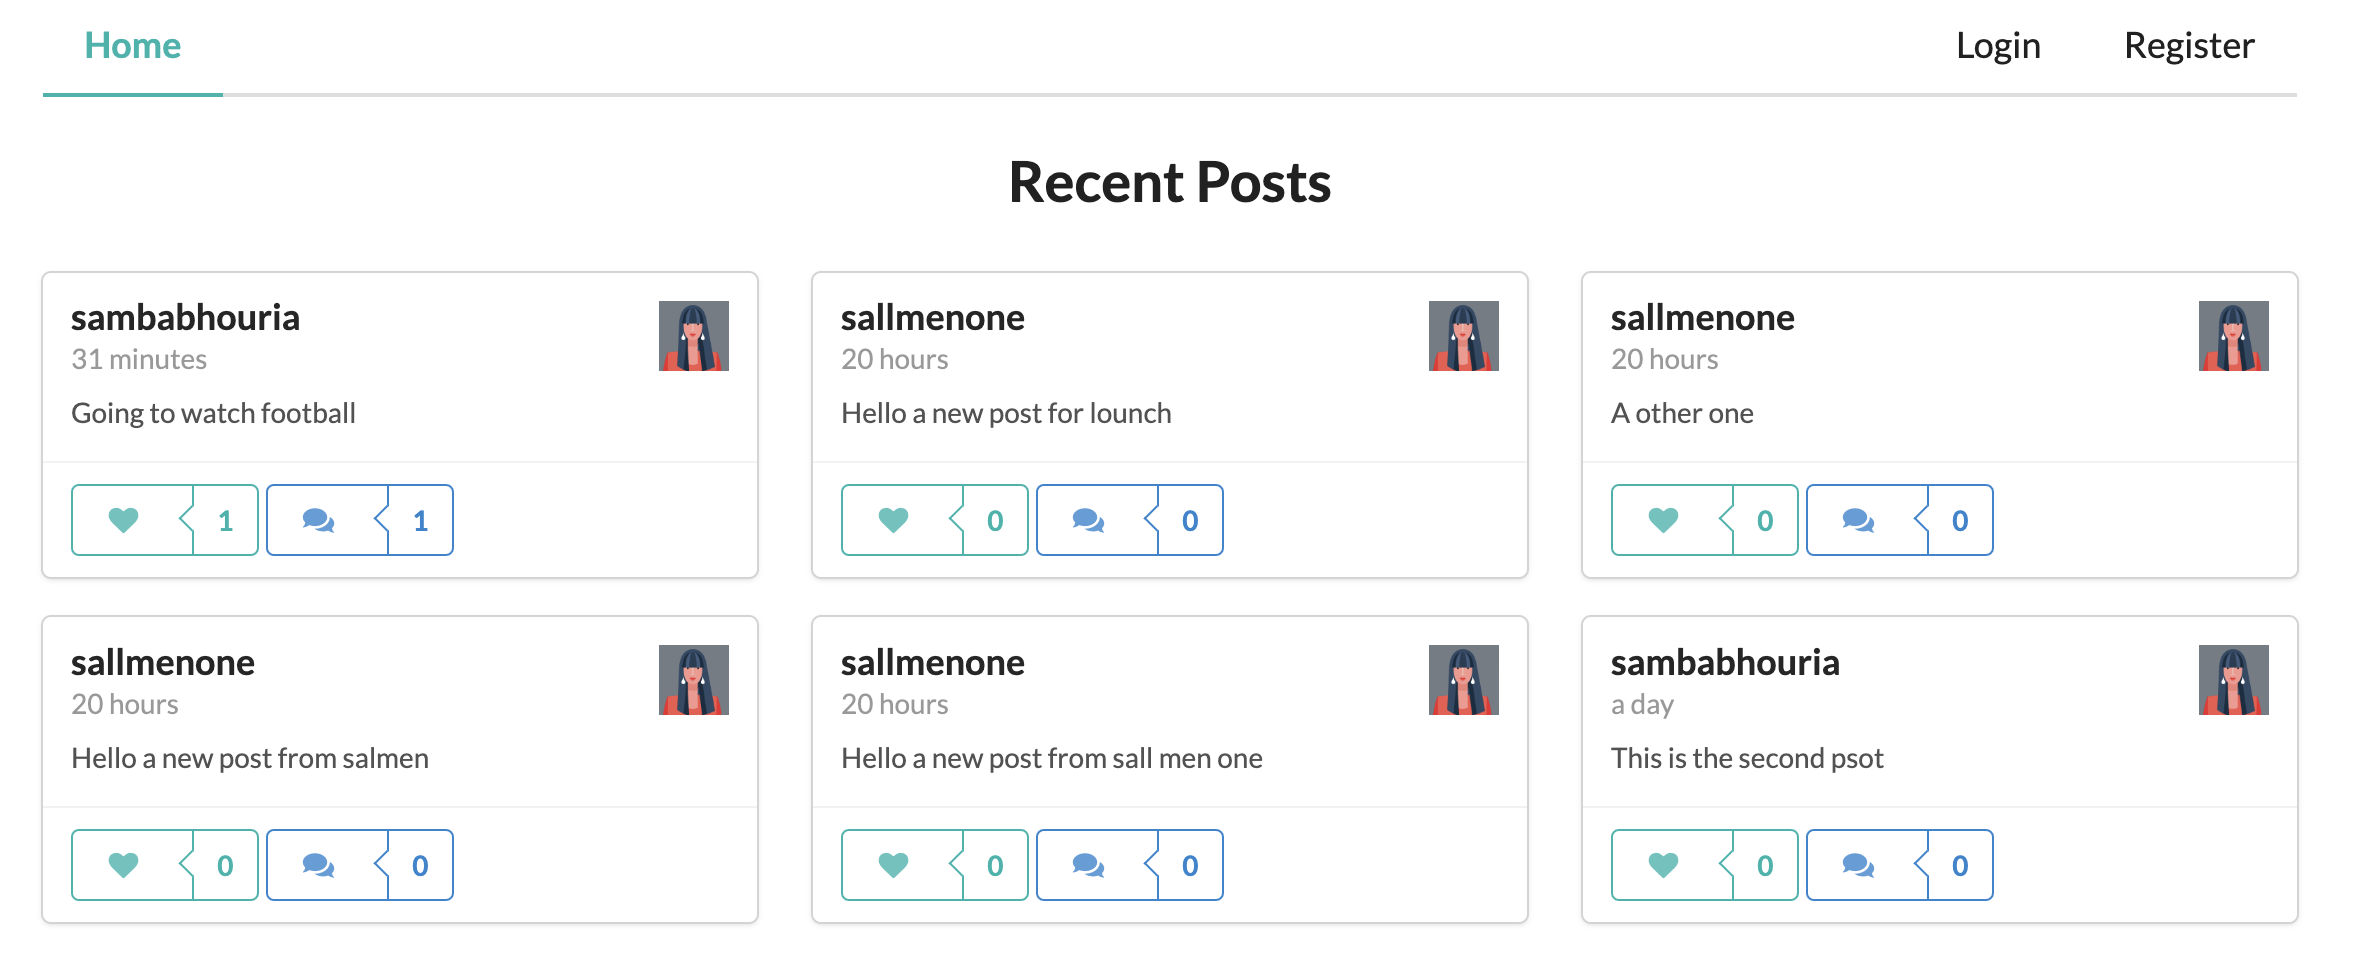 Home Login Register
Recent Posts
sambabhouria
31 minutes
Going to watch football
1 1
sallmenone
20 hours
Hello a new post for lounch
0 0
sallmenone
20 hours
A other one
0 0
sallmenone
20 hours
Hello a new post from salmen
0 0
sallmenone
20 hours
Hello a new post from sall men one
0 0
sambabhouria
a day
This is the second psot
0 0